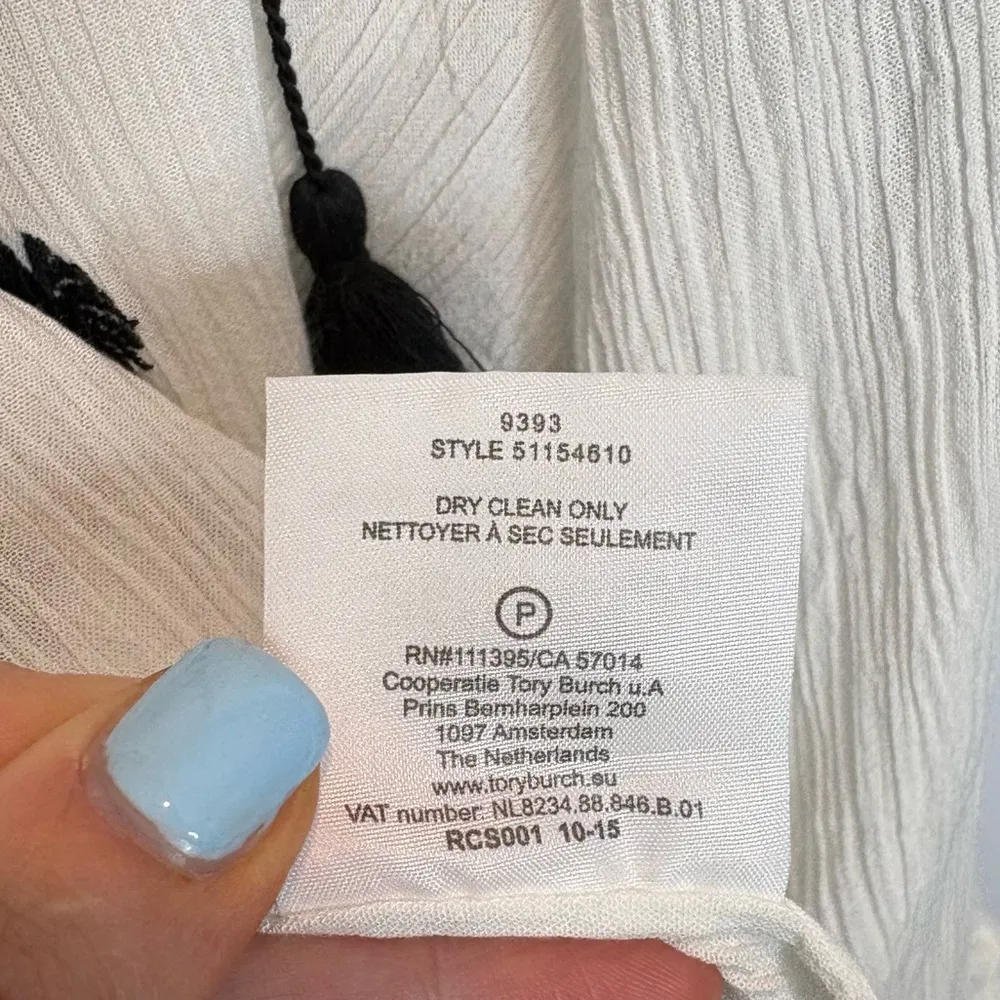 9393
STYLE 51154610
DRY CLEAN ONLY
NETTOYER À SEC SEULEMENT
P
RN#111395/CA 57014
Cooperatie Tory Burch u.A
Prins Bernharplein 200
1097 Amsterdam
The Netherlands
www.toryburch.eu
VAT number: NL8234.88.846.B.01
RCS001 10-15